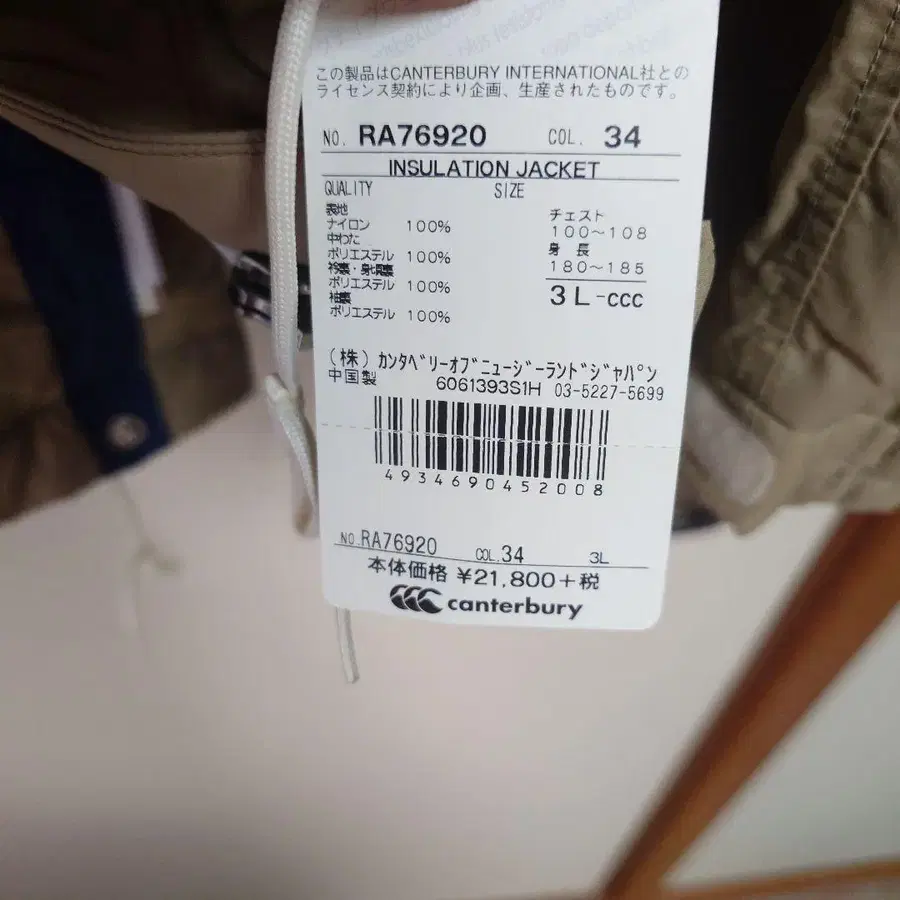 この製品はCANTERBURY INTERNATIONAL社との
ライセンス契約により企画、生産されたものです。
NO. RA76920 COL. 34
INSULATION JACKET
QUALITY SIZE
表地
ナイロン 100%
中わた
ポリエステル 100%
衿裏・身頃裏
ポリエステル 100%
袖裏
ポリエステル 100%
チェスト
100～108
身長
180～185
3L-CCC
(株)カンタベリーオブニュージーランドジャパン
中国製 6061393S1H 03-5227-5699
4934690452008
NO.RA76920 COL.34 3L
本体価格 ¥21,800+税
canterbury